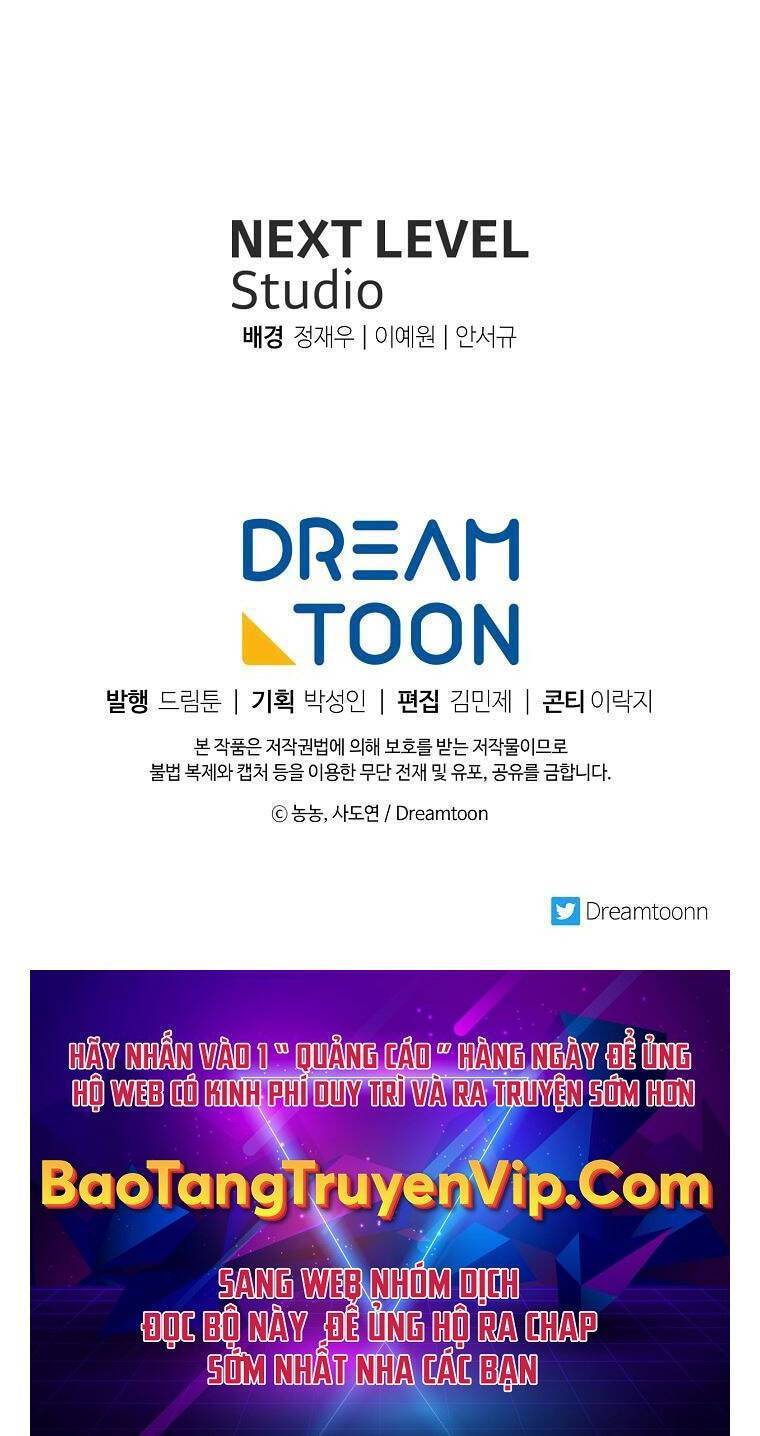 NEXT LEVEL
Studio
배경 정재우 | 이예원 | 안서규
DREAM
TOON
발행 드림툰 | 기획 박성인 | 편집 김민제 | 콘티 이락지
본 작품은 저작권법에 의해 보호를 받는 저작물이므로
불법 복제와 캡처 등을 이용한 무단 전재 및 유포, 공유를 금합니다.
ⓒ 농농, 사도연 / Dreamtoon
Dreamtoonn
HÃY NHẤN VÀO 1 “ QUẢNG CÁO ” HÀNG NGÀY ĐỂ ỦNG
HỘ WEB CÓ KINH PHÍ DUY TRÌ VÀ RA TRUYỆN SỚM HƠN
BaoTangTruyenVip.Com
SANG WEB NHÓM DỊCH
ĐỌC BỘ NÀY ĐỂ ỦNG HỘ RA CHAP
SỚM NHẤT NHA CÁC BẠN